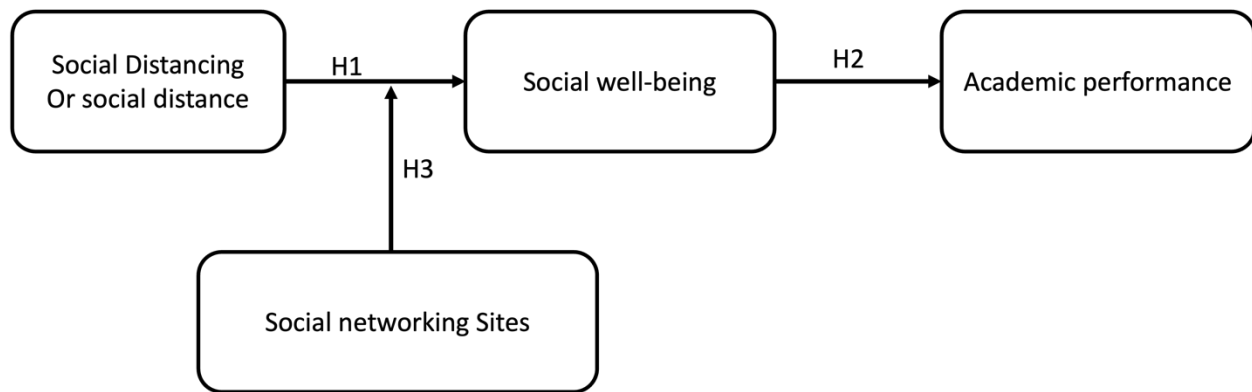 Social Distancing
Or social distance
H1
Social well-being
H2
Academic performance
H3
Social networking Sites